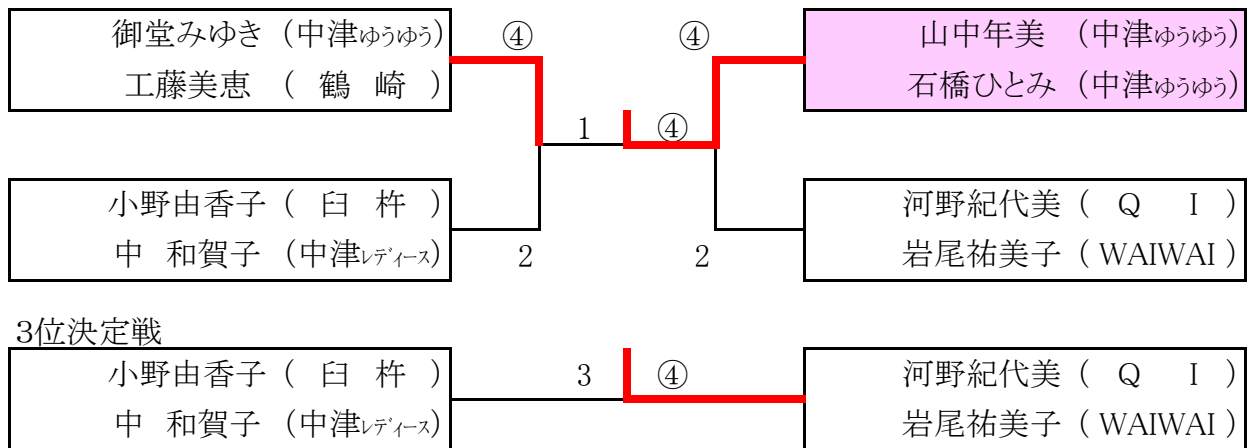 御堂みゆき (中津ゆうゆう) ④ ④ 山中年美 (中津ゆうゆう)
工藤美恵 ( 鶴 崎 ) 石橋ひとみ (中津ゆうゆう)
1 ④
小野由香子 ( 臼 杵 ) 河野紀代美 ( Q I )
中 和賀子 (中津レディース) 2 2 岩尾祐美子 ( WAIWAI )
3位決定戦
小野由香子 ( 臼 杵 ) 3 ④ 河野紀代美 ( Q I )
中 和賀子 (中津レディース) 岩尾祐美子 ( WAIWAI )